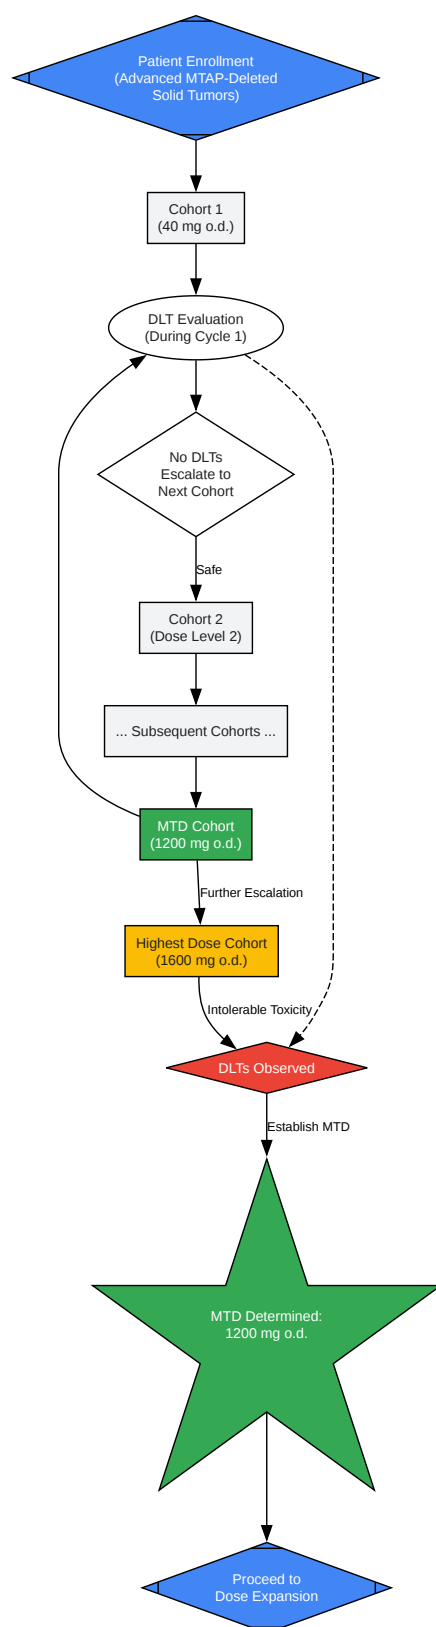 Patient Enrollment
(Advanced MTAP-Deleted
Solid Tumors)
Cohort 1
(40 mg o.d.)
DLT Evaluation
(During Cycle 1)
No DLTs
Escalate to
Next Cohort
Safe
Cohort 2
(Dose Level 2)
... Subsequent Cohorts ...
MTD Cohort
(1200 mg o.d.)
Further Escalation
Highest Dose Cohort
(1600 mg o.d.)
Intolerable Toxicity
DLTs Observed
Establish MTD
MTD Determined:
1200 mg o.d.
Proceed to
Dose Expansion